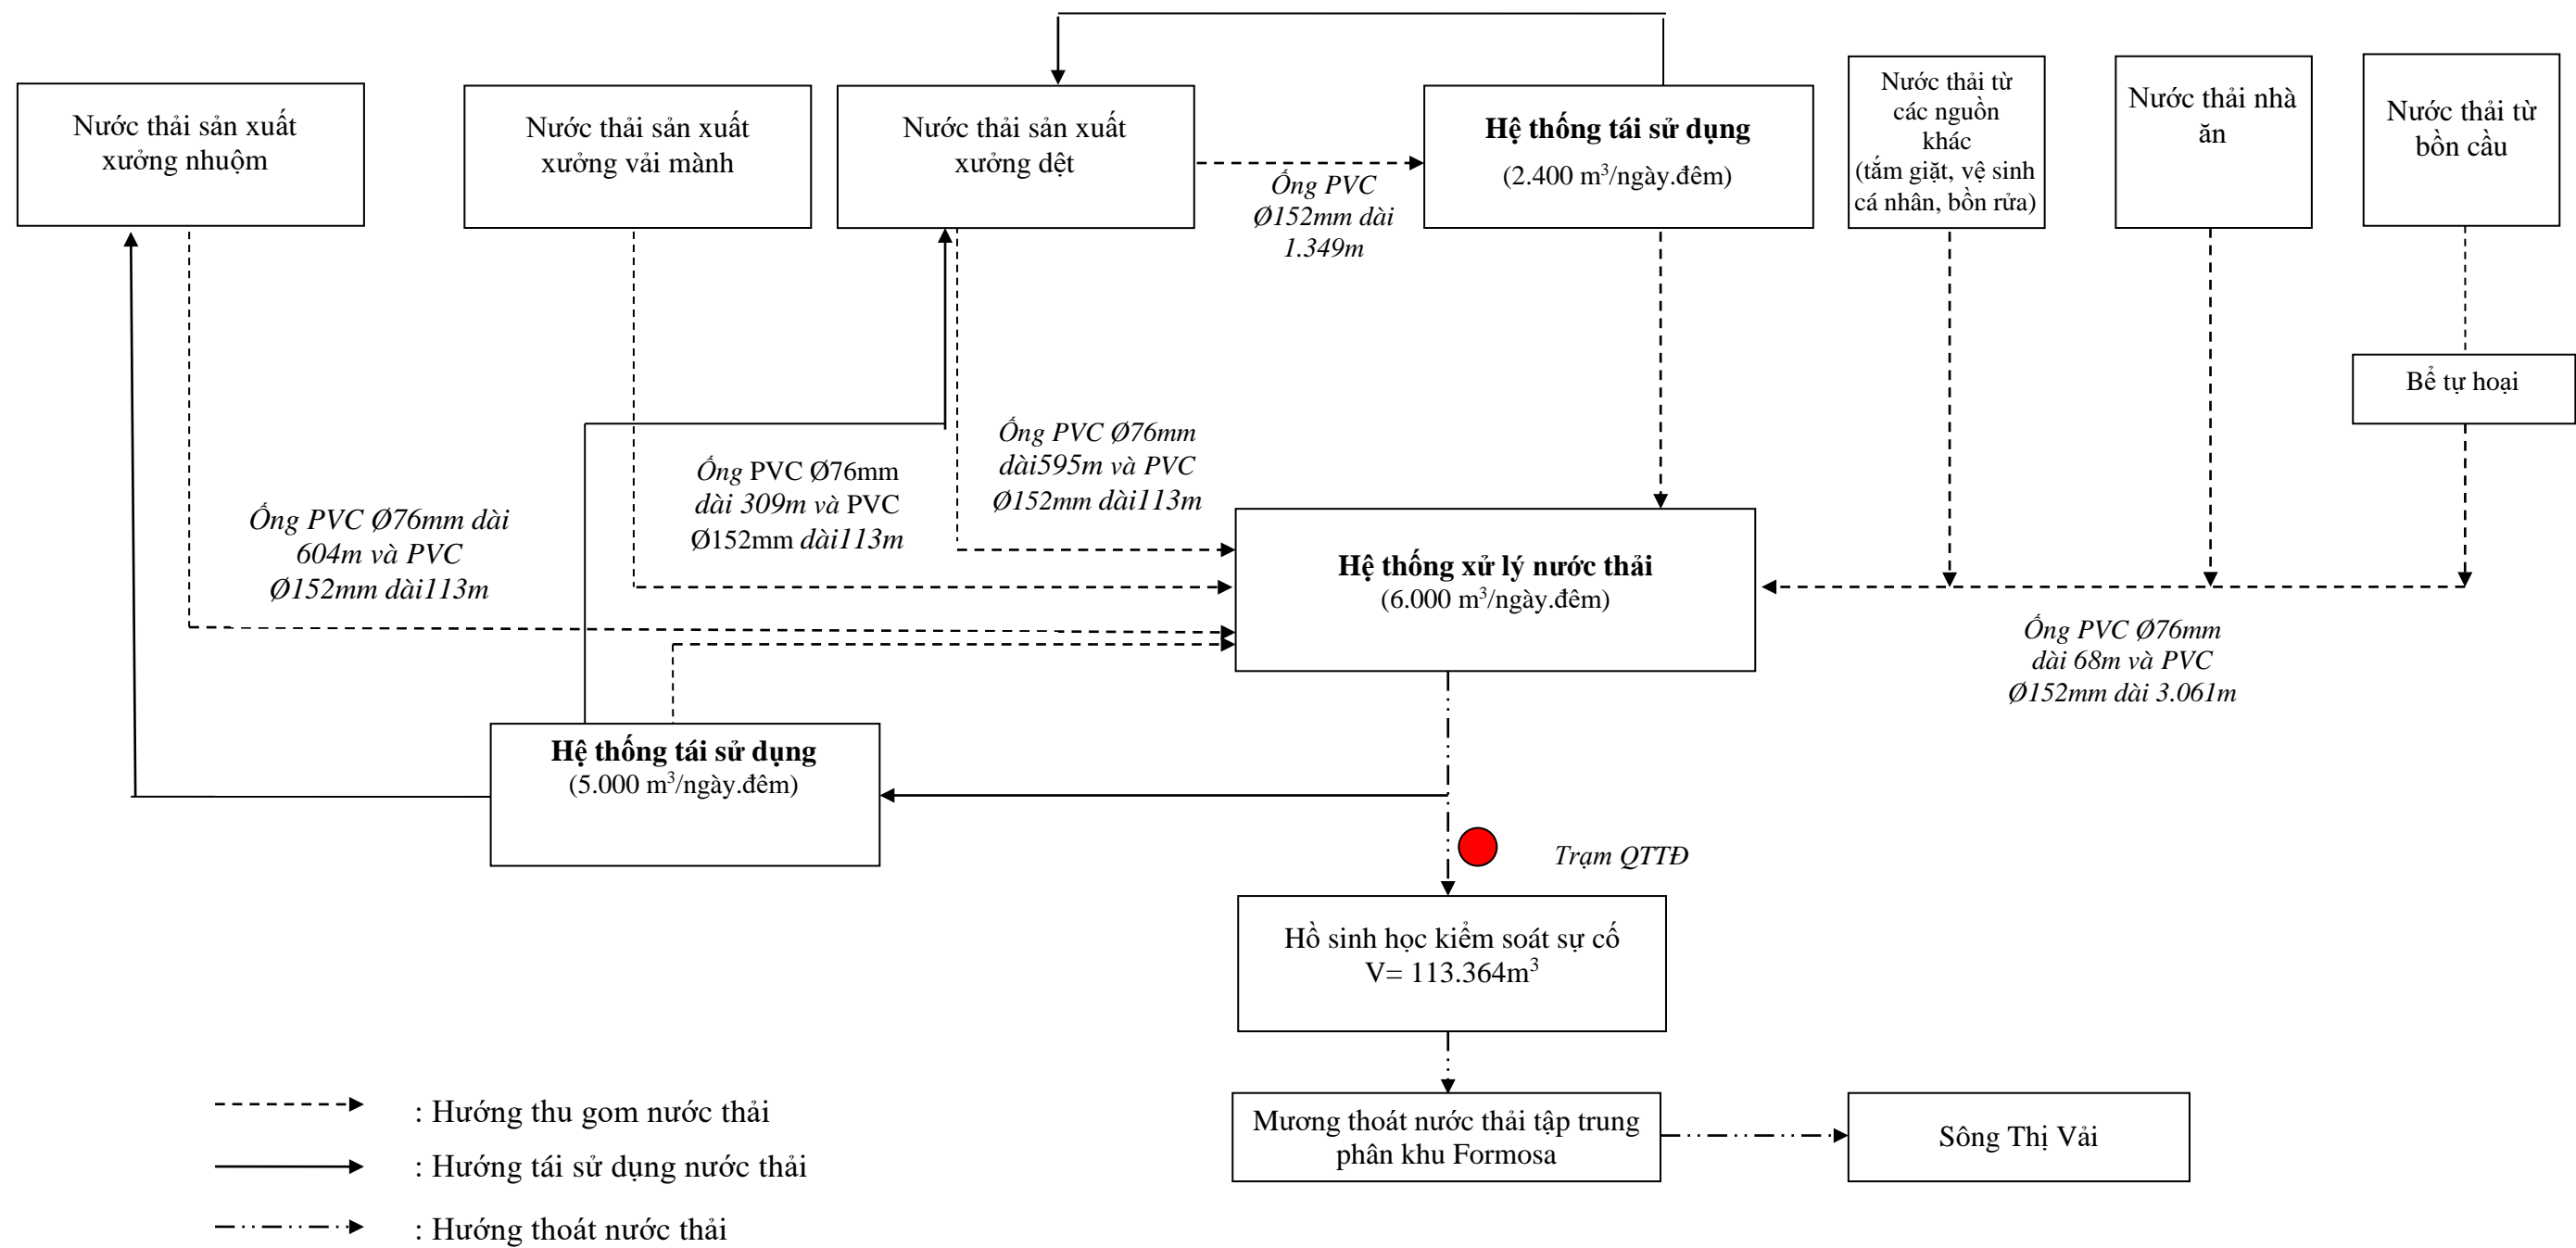 Nước thải sản xuất
xưởng nhuộm
Nước thải sản xuất
xưởng vải mành
Nước thải sản xuất
xưởng dệt
Ống PVC
Ø152mm dài
1.349m
Hệ thống tái sử dụng
(2.400 m³/ngày.đêm)
Nước thải từ
các nguồn
khác
(tắm giặt, vệ sinh
cá nhân, bồn rửa)
Nước thải nhà
ăn
Nước thải từ
bồn cầu
Bể tự hoại
Ống PVC Ø76mm dài
604m và PVC
Ø152mm dài113m
Ống PVC Ø76mm
dài 309m và PVC
Ø152mm dài113m
Ống PVC Ø76mm
dài595m và PVC
Ø152mm dài113m
Hệ thống xử lý nước thải
(6.000 m³/ngày.đêm)
Ống PVC Ø76mm
dài 68m và PVC
Ø152mm dài 3.061m
Hệ thống tái sử dụng
(5.000 m³/ngày.đêm)
Trạm QTTĐ
Hồ sinh học kiểm soát sự cố
V= 113.364m³
Mương thoát nước thải tập trung
phân khu Formosa
Sông Thị Vải
: Hướng thu gom nước thải
: Hướng tái sử dụng nước thải
: Hướng thoát nước thải